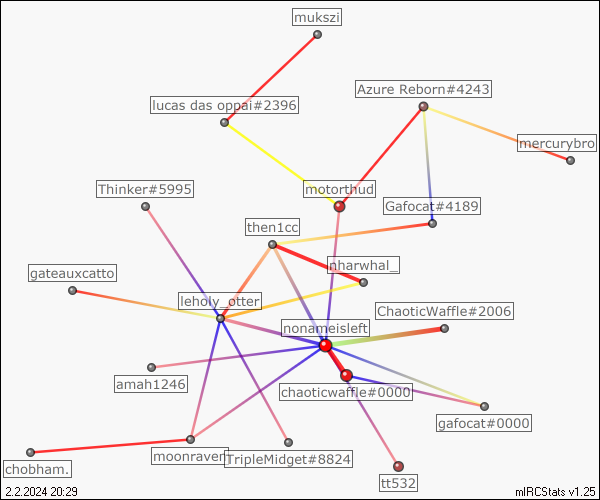 mukszi
Azure Reborn#4243
lucas das oppai#2396
mercurybro
Thinker#5995
motorthud
Gafocat#4189
then1cc
nharwhal_
gateauxcatto
leholy_otter
ChaoticWaffle#2006
nonameisleft
amah1246
chaoticwaffle#0000
gafocat#0000
moonraven
TripleMidget#8824
chobham.
tt532
2.2.2024 20:29
mIRCStats v1.25